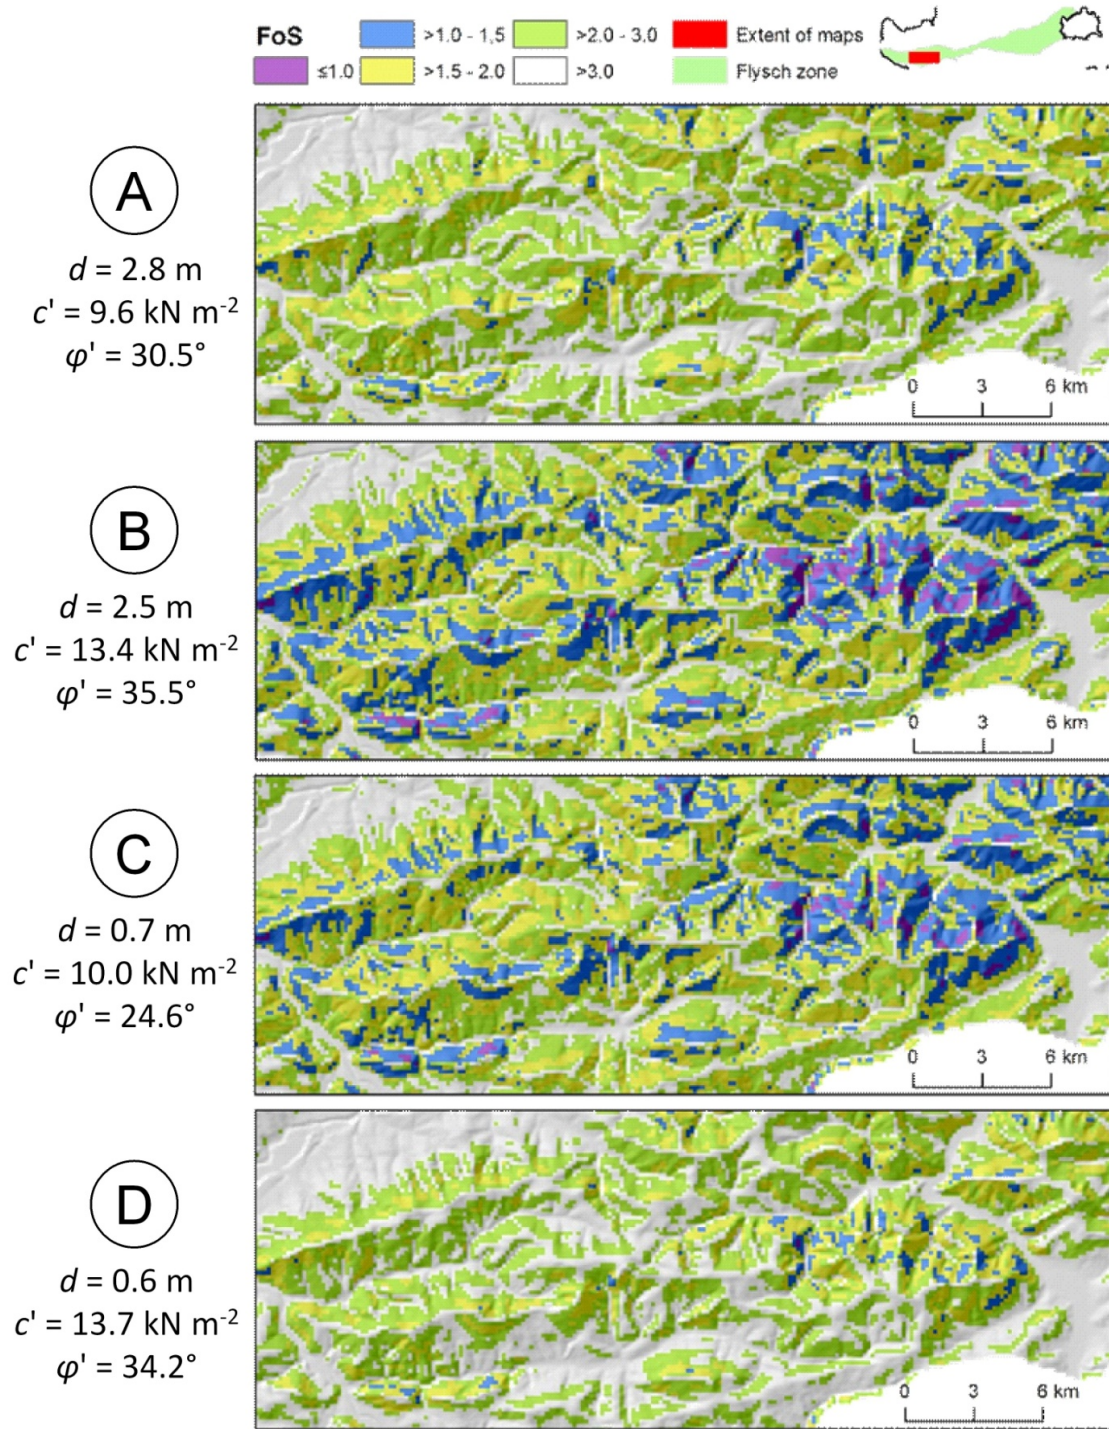 FoS >1.0 - 1,5 >2.0 - 3.0 Extent of maps
≤1.0 >1.5 - 2.0 >3.0 Flysch zone
A
d = 2.8 m
c' = 9.6 kN m-2
φ' = 30.5°
0 3 6 km
B
d = 2.5 m
c' = 13.4 kN m-2
φ' = 35.5°
0 3 6 km
C
d = 0.7 m
c' = 10.0 kN m-2
φ' = 24.6°
0 3 6 km
D
d = 0.6 m
c' = 13.7 kN m-2
φ' = 34.2°
0 3 6 km